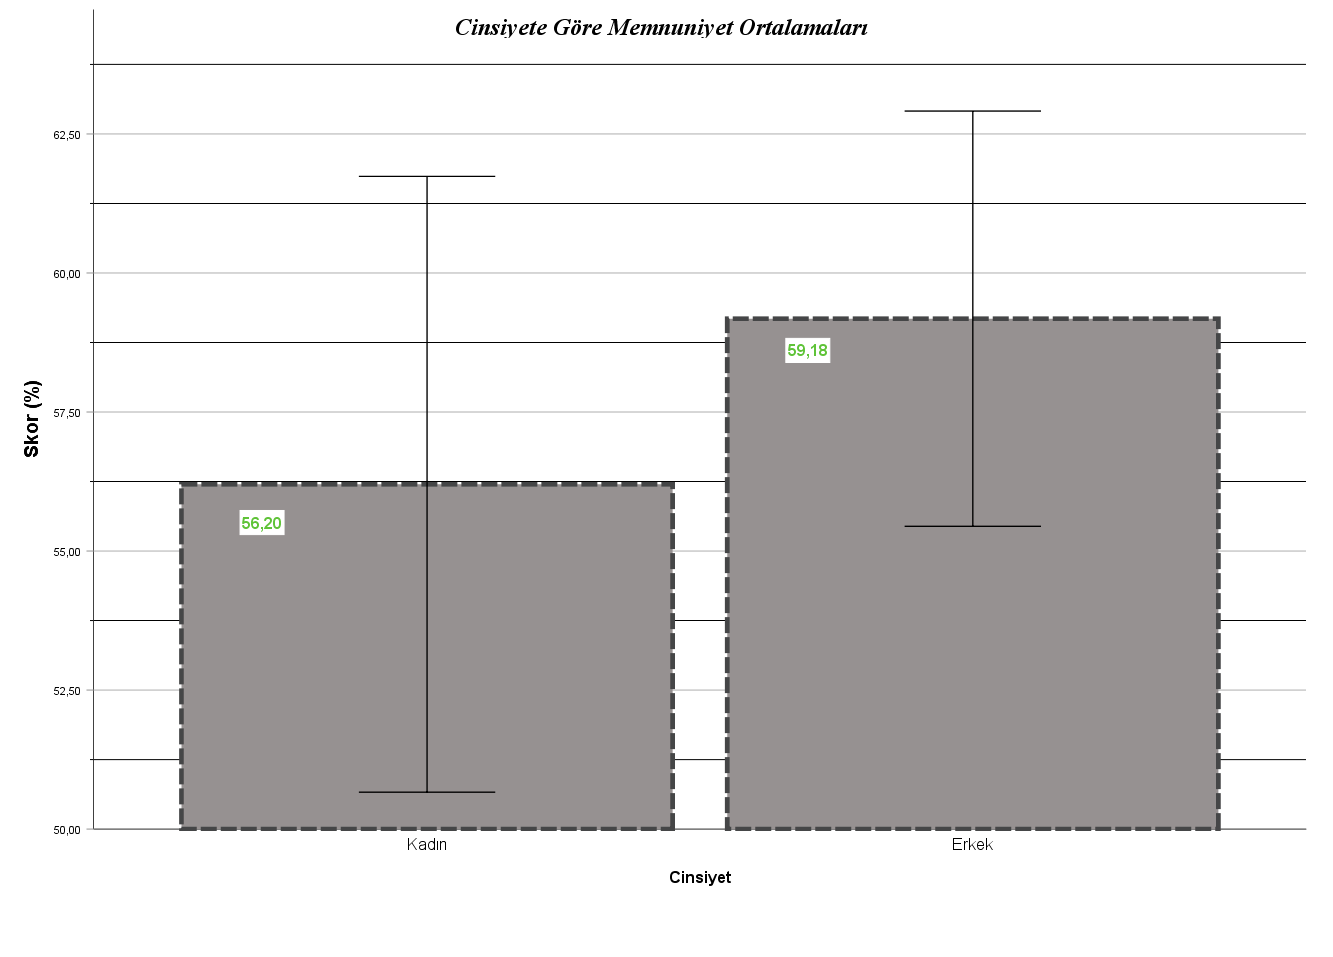 Cinsiyete Göre Memnuniyet Ortalamaları
62,50
60,00
57,50
55,00
52,50
50,00
Skor (%)
56,20
59,18
Kadın
Erkek
Cinsiyet